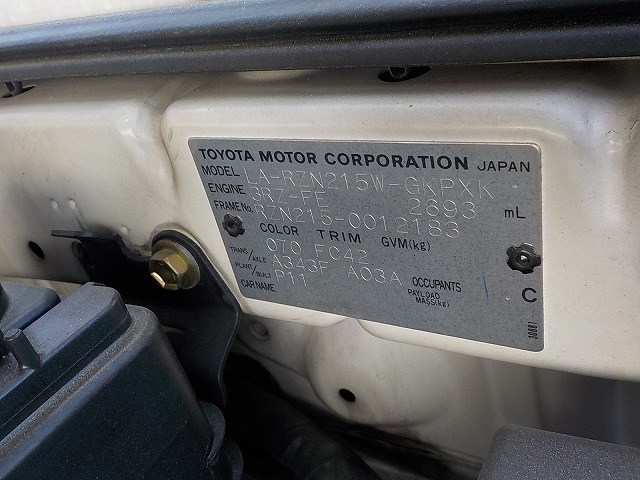 TOYOTA MOTOR CORPORATION JAPAN
MODEL LA-RZN215W-GKPXK
ENGINE 3RZ-FE 2693 mL
FRAME No. RZN215-0012183
COLOR TRIM GVM(kg)
070 FC42
TRANS/AXLE A343F A03A OCCUPANTS
PLANT/BUILT P11 PAYLOAD MASS(kg)
CAR NAME C
30881